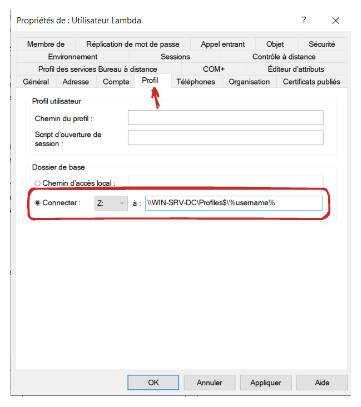 Propriétés de : Utilisateur Lambda
? ×
Membre de Réplication de mot de passe Appel entrant Objet Sécurité
Environnement Sessions Contrôle à distance
Profil des services Bureau à distance COM+ Éditeur d'attributs
Général Adresse Compte Profil Téléphones Organisation Certificats publiés
Profil utilisateur
Chemin du profil :
Script d'ouverture de
session :
Dossier de base
Chemin d'accès local :
Connecter : Z: à : \\WIN-SRV-DC\Profiles$\%username%
OK Annuler Appliquer Aide